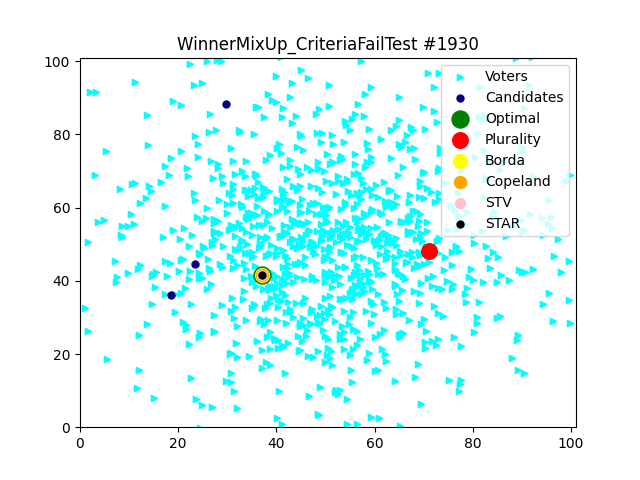 WinnerMixUp_CriteriaFailTest #1930
100
80
60
40
20
0
0
20
40
60
80
100
Voters
Candidates
Optimal
Plurality
Borda
Copeland
STV
STAR